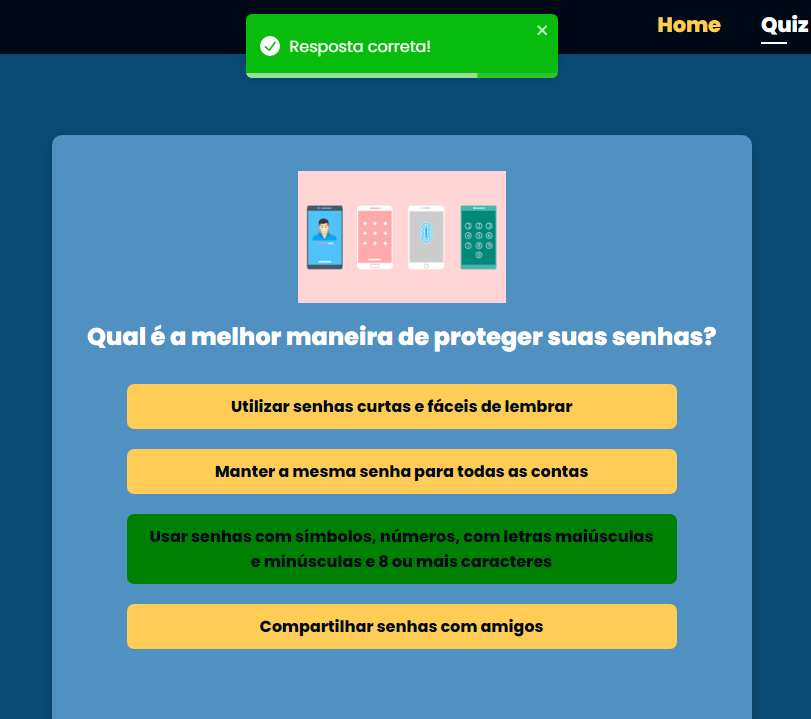 Home
Quiz
Resposta correta!
Qual é a melhor maneira de proteger suas senhas?
Utilizar senhas curtas e fáceis de lembrar
Manter a mesma senha para todas as contas
Usar senhas com símbolos, números, com letras maiúsculas
e minúsculas e 8 ou mais caracteres
Compartilhar senhas com amigos